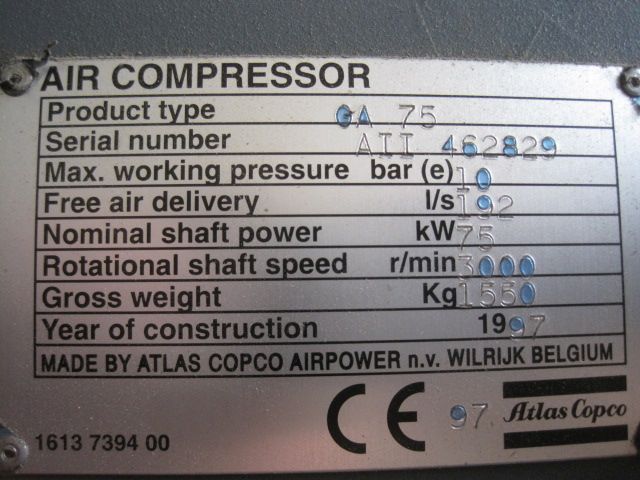 AIR COMPRESSOR
Product type GA 75
Serial number AII 462829
Max. working pressure bar (e) 10
Free air delivery l/s 192
Nominal shaft power kW 75
Rotational shaft speed r/min 3000
Gross weight Kg 1550
Year of construction 1997
MADE BY ATLAS COPCO AIRPOWER n.v. WILRIJK BELGIUM
CE 97. Atlas Copco
1613 7394 00